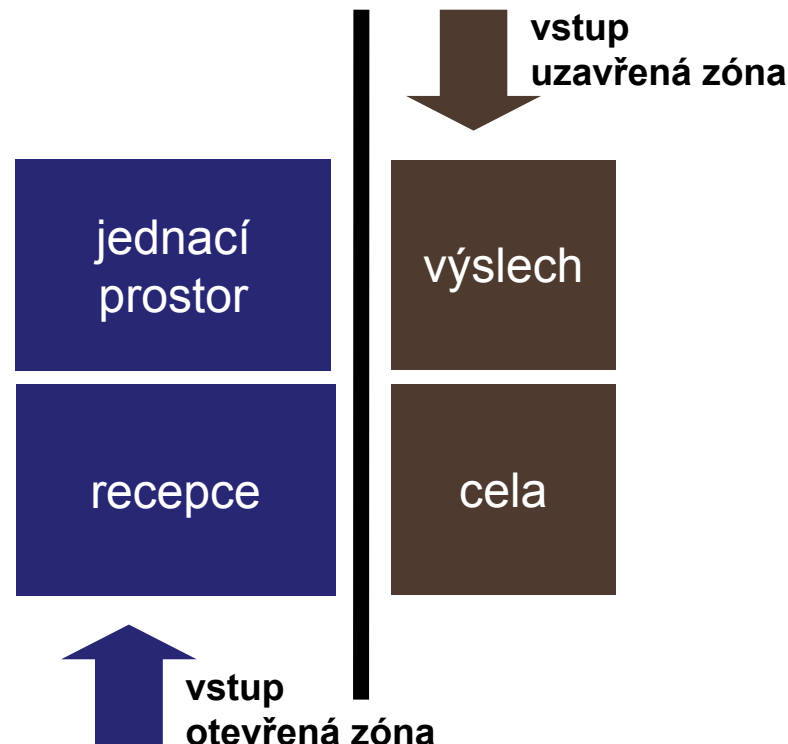 vstup
uzavřená zóna
jednací
prostor
výslech
recepce
cela
vstup
otevřená zóna